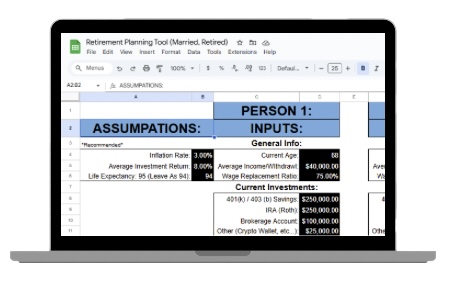 Retirement Planning Tool (Married, Retired)
File Edit View Insert Format Data Tools Extensions Help
Menus 100% $ % .0 .00 123 Defaul... − 25 + B I
A2:B2 fx ASSUMPATIONS:
A B C D E
1 PERSON 1:
2 ASSUMPATIONS: INPUTS:
3 *Recommended* General Info:
4 Inflation Rate: 3.00% Current Age: 68
5 Average Investment Return: 8.00% Average Income/Withdrawl: $40,000.00
6 Life Expectancy: 95 (Leave As 94): 94 Wage Replacement Ratio: 75.00%
7 Current Investments:
8 401(k) / 403 (b) Savings: $250,000.00
9 IRA (Roth): $250,000.00
10 Brokerage Account: $100,000.00
11 Other (Crypto Wallet, etc...): $25,000.00